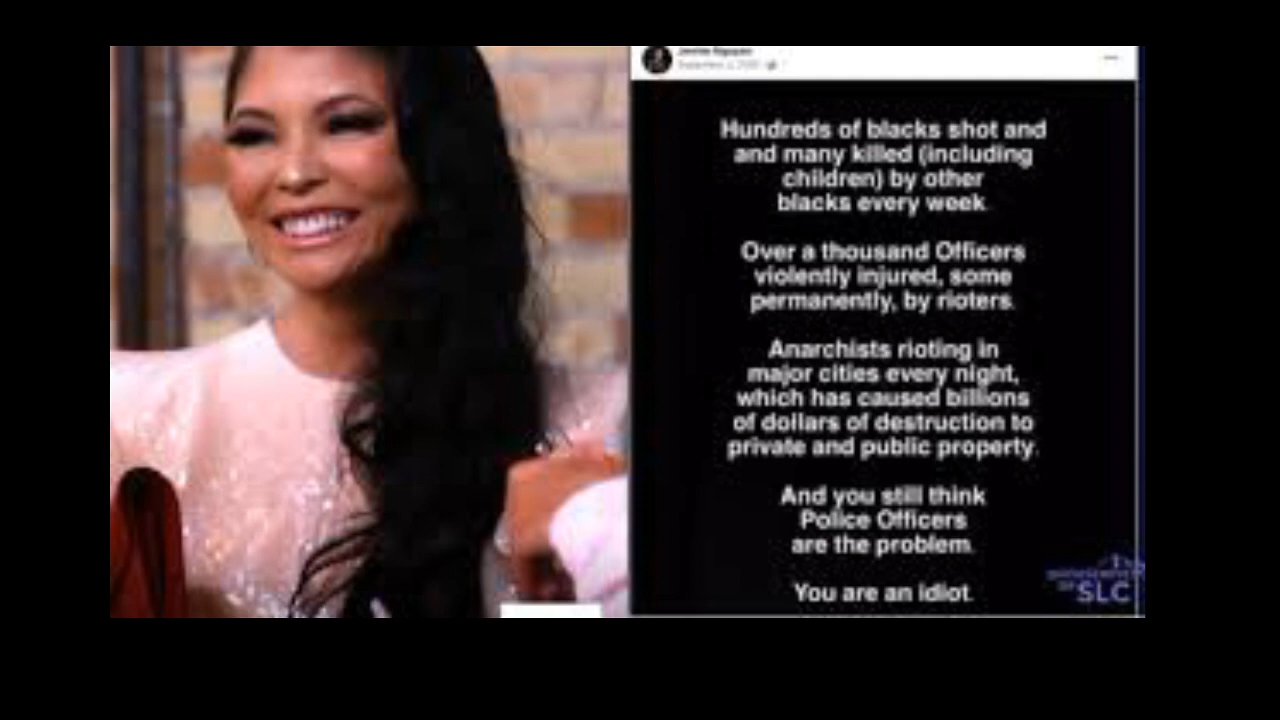 Hundreds of blacks shot and
and many killed (including
children) by other
blacks every week.
Over a thousand Officers
violently injured, some
permanently, by rioters.
Anarchists rioting in
major cities every night,
which has caused billions
of dollars of destruction to
private and public property.
And you still think
Police Officers
are the problem.
You are an idiot.
SLC